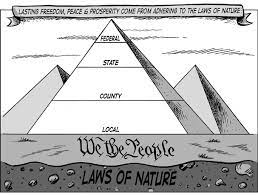 LASTING FREEDOM, PEACE & PROSPERITY COME FROM ADHERING TO THE LAWS OF NATURE
FEDERAL
STATE
COUNTY
LOCAL
We the People
LAWS OF NATURE